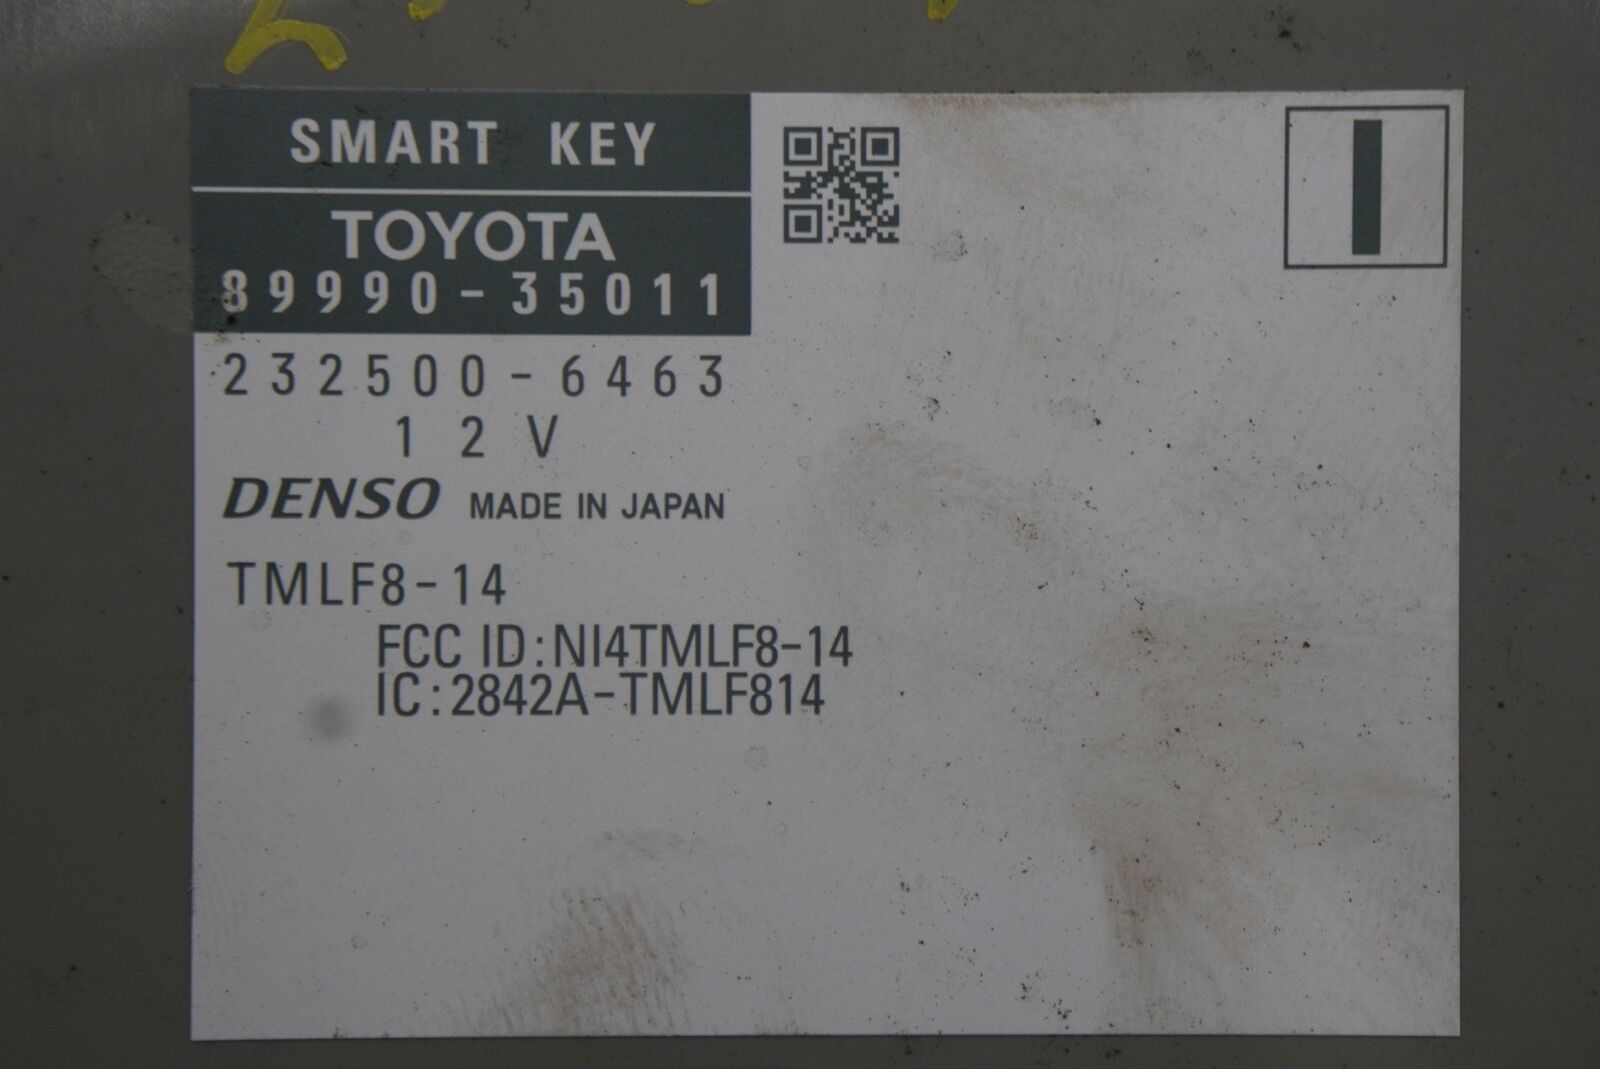 SMART KEY
TOYOTA
89990-35011
232500-6463
12V
DENSO MADE IN JAPAN
TMLF8-14
FCC ID:NI4TMLF8-14
IC:2842A-TMLF814
I